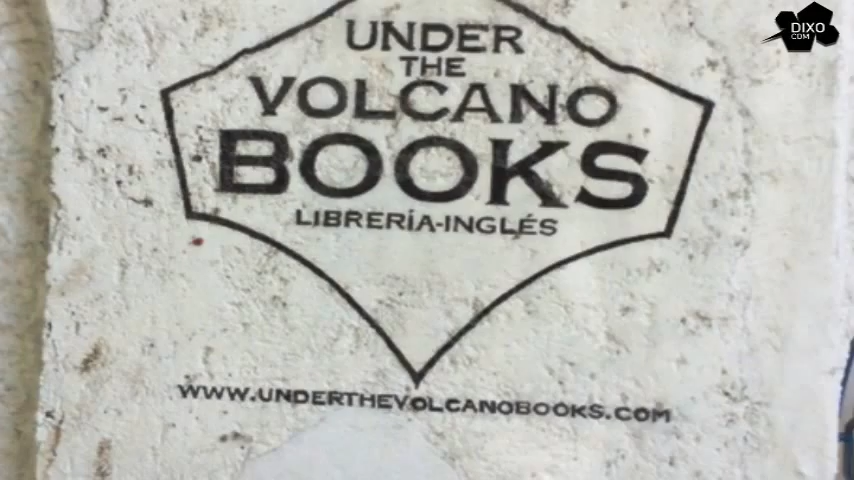 UNDER
THE
VOLCANO
BOOKS
LIBRERÍA-INGLÉS
WWW.UNDERTHEVOLCANOBOOKS.COM
DIXO
COM